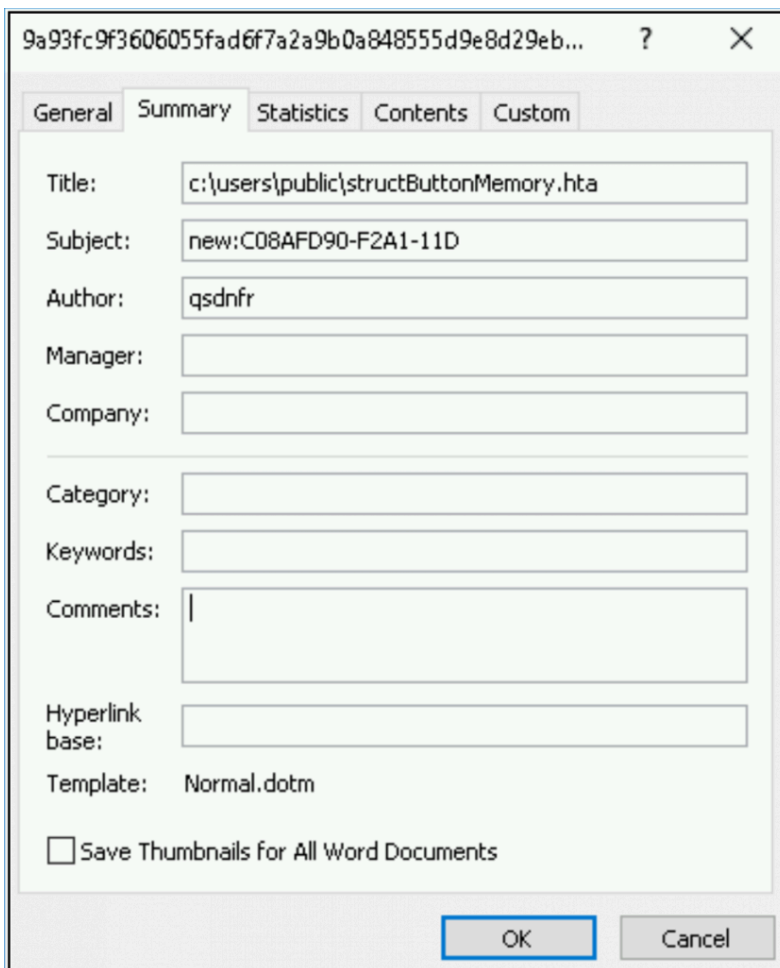 9a93fc9f3606055fad6f7a2a9b0a848555d9e8d29eb... ? ×
General Summary Statistics Contents Custom
Title: c:\users\public\structButtonMemory.hta
Subject: new:C08AFD90-F2A1-11D
Author: qsdnfr
Manager:
Company:
Category:
Keywords:
Comments:
Hyperlink
base:
Template: Normal.dotm
Save Thumbnails for All Word Documents
OK Cancel